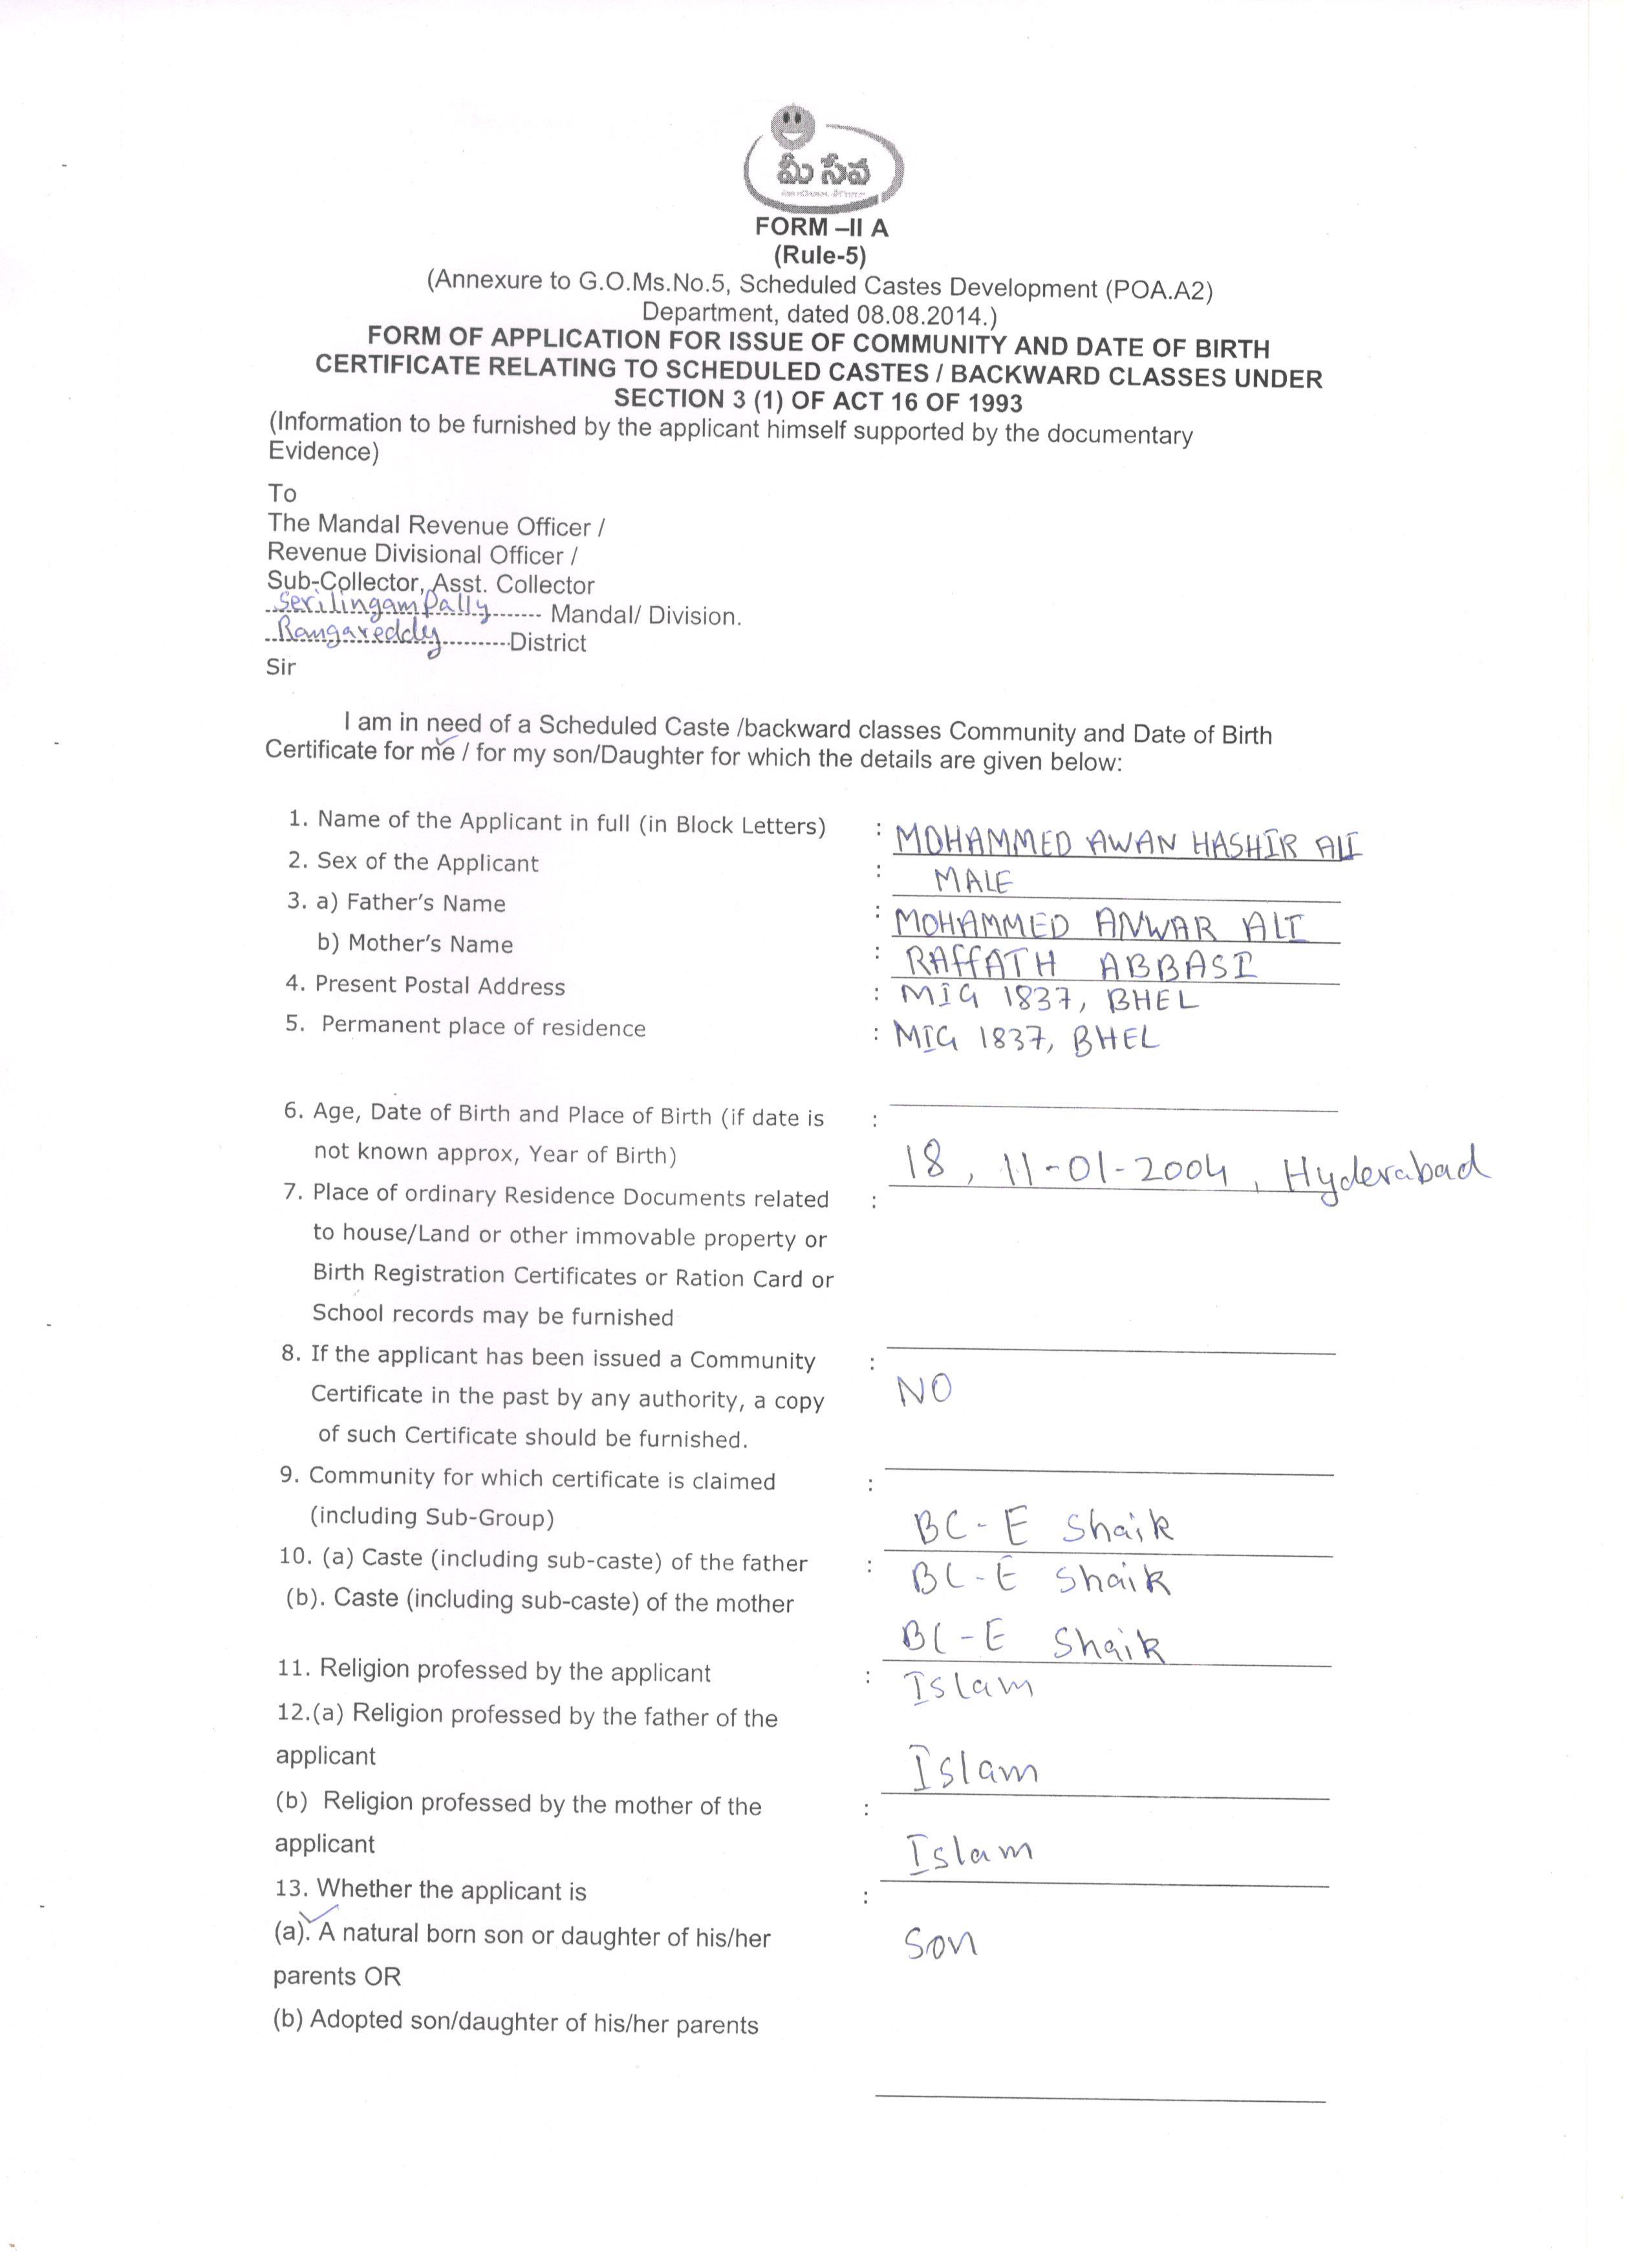 మీ సేవ
FORM –II A
(Rule-5)
(Annexure to G.O.Ms.No.5, Scheduled Castes Development (POA.A2)
Department, dated 08.08.2014.)
FORM OF APPLICATION FOR ISSUE OF COMMUNITY AND DATE OF BIRTH
CERTIFICATE RELATING TO SCHEDULED CASTES / BACKWARD CLASSES UNDER
SECTION 3 (1) OF ACT 16 OF 1993
(Information to be furnished by the applicant himself supported by the documentary
Evidence)
To
The Mandal Revenue Officer /
Revenue Divisional Officer /
Sub-Collector, Asst. Collector
Serilingampally Mandal/ Division.
Rangareddy District
Sir
I am in need of a Scheduled Caste /backward classes Community and Date of Birth
Certificate for me / for my son/Daughter for which the details are given below:
1. Name of the Applicant in full (in Block Letters) : MOHAMMED AWAN HASHIR ALI
2. Sex of the Applicant : MALE
3. a) Father's Name : MOHAMMED ANWAR ALI
b) Mother's Name : RAFFATH ABBASI
4. Present Postal Address : MIG 1837, BHEL
5. Permanent place of residence : MIG 1837, BHEL
6. Age, Date of Birth and Place of Birth (if date is :
not known approx, Year of Birth) 18, 11-01-2004, Hyderabad
7. Place of ordinary Residence Documents related :
to house/Land or other immovable property or
Birth Registration Certificates or Ration Card or
School records may be furnished
8. If the applicant has been issued a Community :
Certificate in the past by any authority, a copy NO
of such Certificate should be furnished.
9. Community for which certificate is claimed :
(including Sub-Group) BC-E Shaik
10. (a) Caste (including sub-caste) of the father : BC-E Shaik
(b). Caste (including sub-caste) of the mother BC-E Shaik
11. Religion professed by the applicant : Islam
12.(a) Religion professed by the father of the
applicant Islam
(b) Religion professed by the mother of the :
applicant Islam
13. Whether the applicant is :
(a). A natural born son or daughter of his/her Son
parents OR
(b) Adopted son/daughter of his/her parents